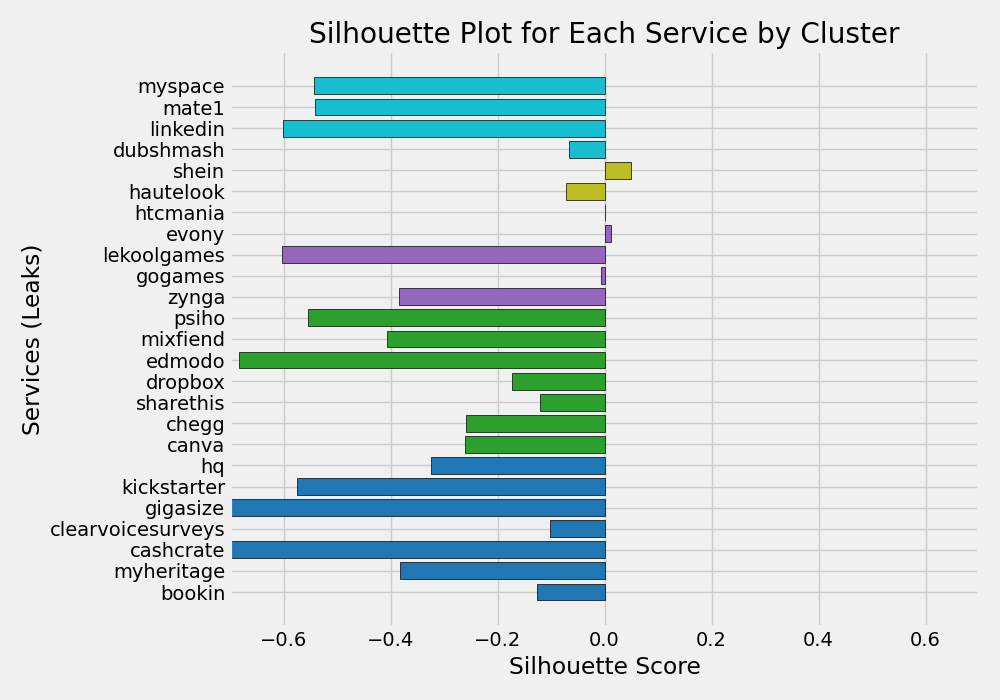 Silhouette Plot for Each Service by Cluster
Services (Leaks)
myspace
mate1
linkedin
dubshmash
shein
hautelook
htcmania
evony
lekoolgames
gogames
zynga
psiho
mixfiend
edmodo
dropbox
sharethis
chegg
canva
hq
kickstarter
gigasize
clearvoicesurveys
cashcrate
myheritage
bookin
−0.6 −0.4 −0.2 0.0 0.2 0.4 0.6
Silhouette Score